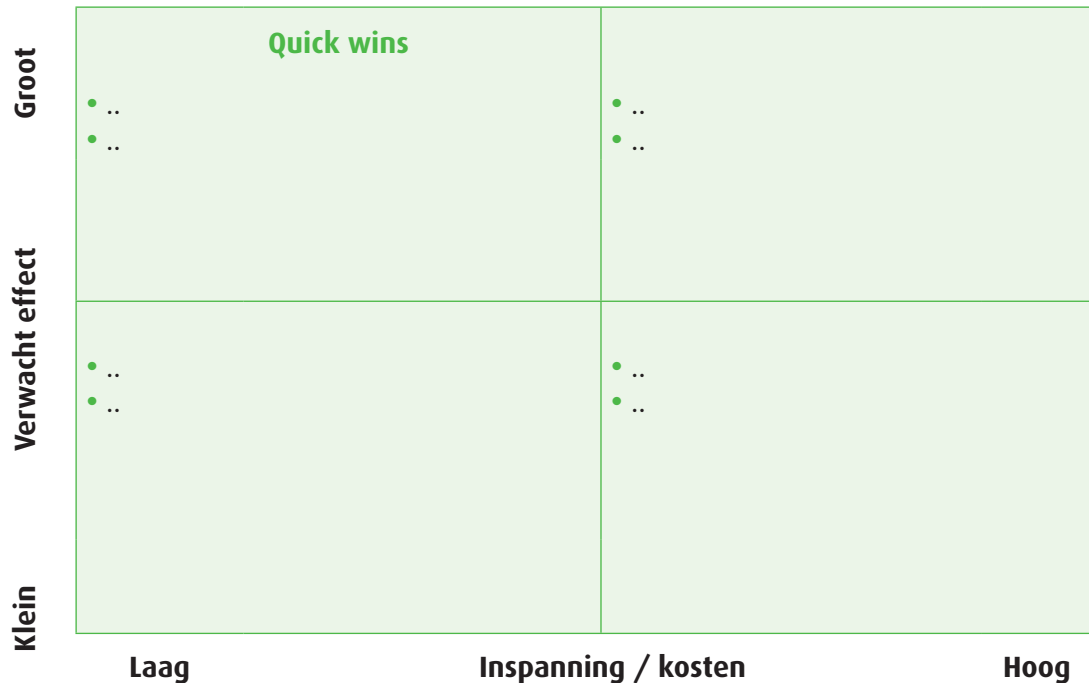 Groot
Quick wins
• ..
• ..
• ..
• ..
Verwacht effect
• ..
• ..
• ..
• ..
Klein
Laag
Inspanning / kosten
Hoog